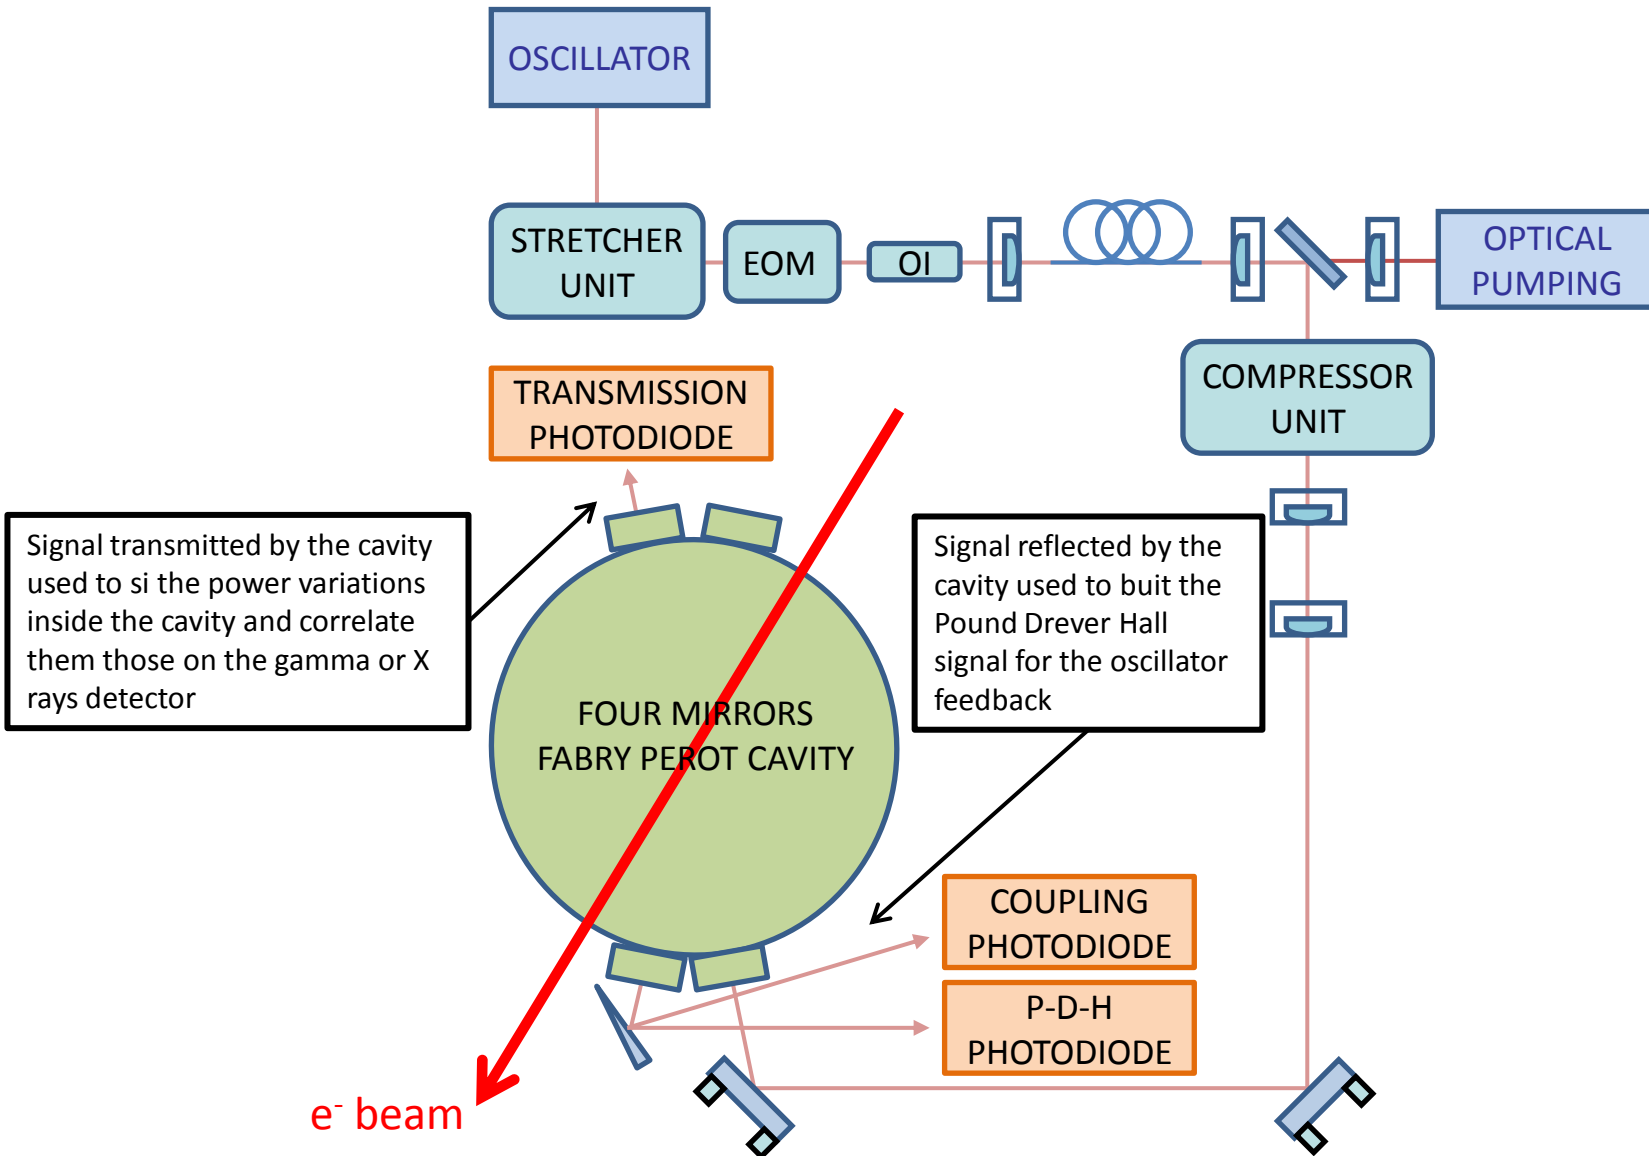 OSCILLATOR
STRETCHER
UNIT
EOM
OI
OPTICAL
PUMPING
COMPRESSOR
UNIT
TRANSMISSION
PHOTODIODE
Signal transmitted by the cavity
used to si the power variations
inside the cavity and correlate
them those on the gamma or X
rays detector
Signal reflected by the
cavity used to buit the
Pound Drever Hall
signal for the oscillator
feedback
FOUR MIRRORS
FABRY PEROT CAVITY
COUPLING
PHOTODIODE
P-D-H
PHOTODIODE
e⁻ beam